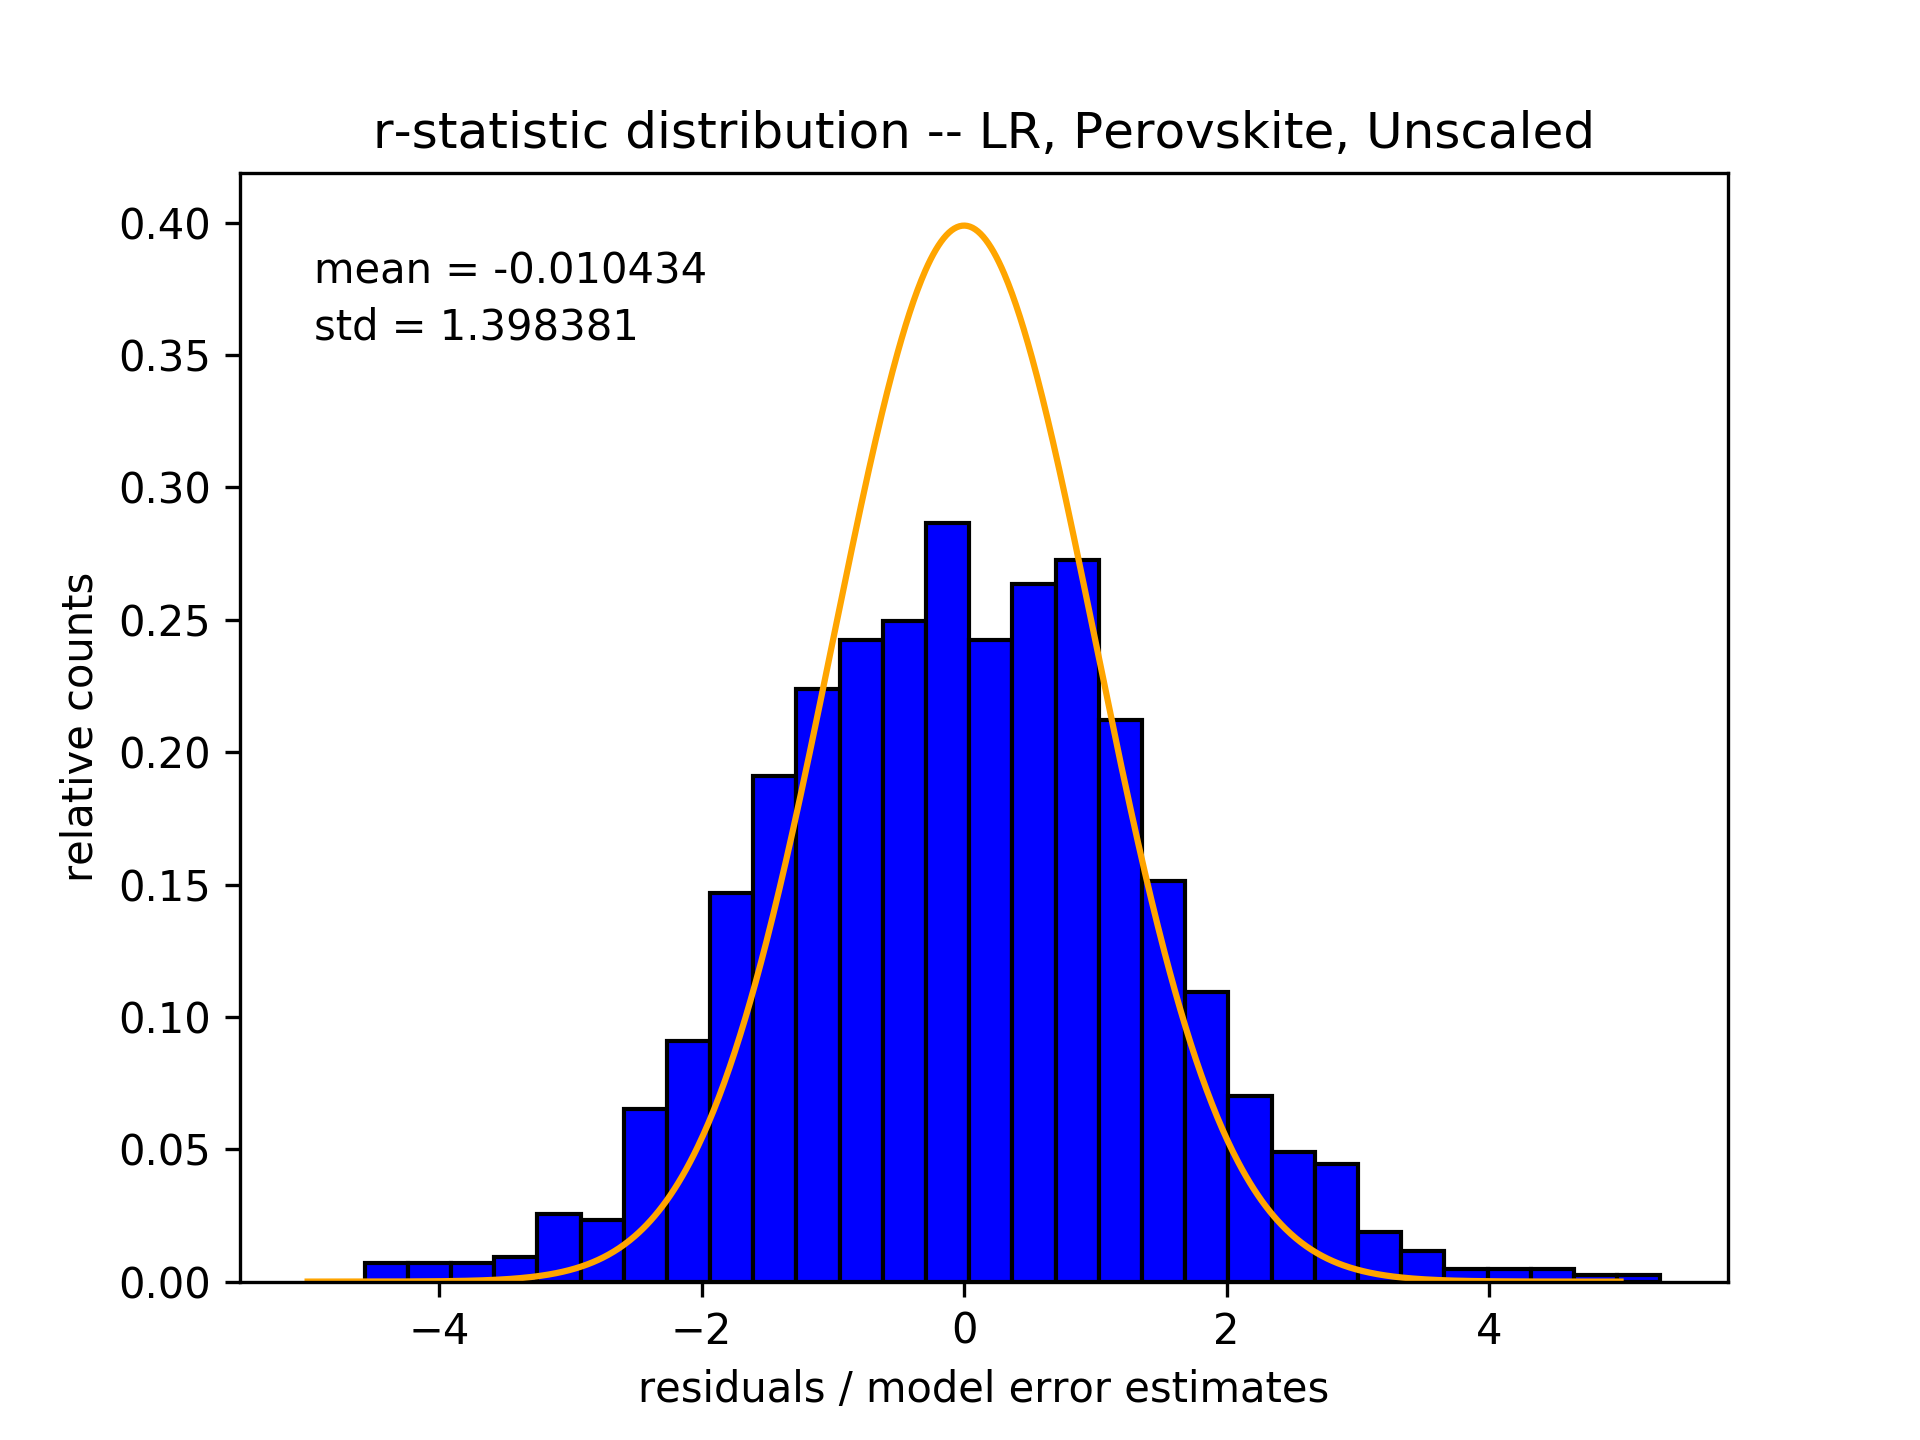 r-statistic distribution -- LR, Perovskite, Unscaled
mean = -0.010434
std = 1.398381
relative counts
0.40
0.35
0.30
0.25
0.20
0.15
0.10
0.05
0.00
−4 −2 0 2 4
residuals / model error estimates